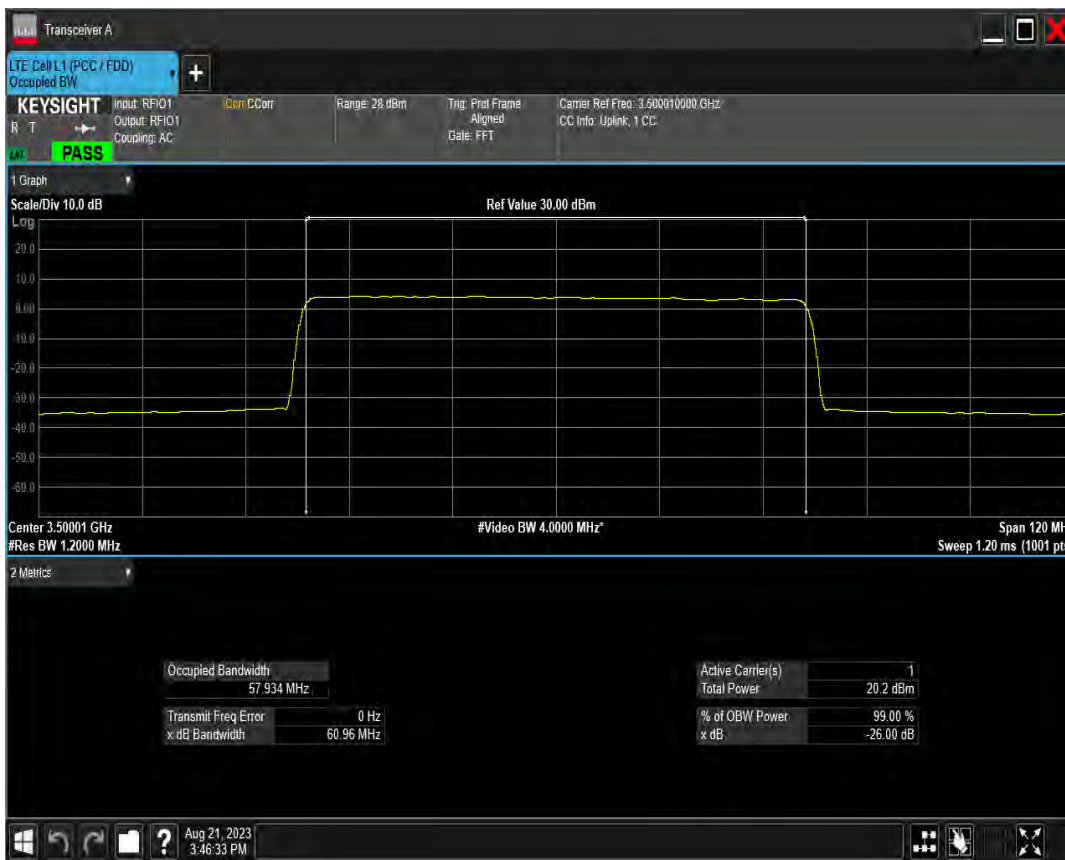 Transceiver A
LTE Cell L1 (PCC / FDD)
Occupied BW
+
KEYSIGHT
R T
PASS
Input: RFIO1
Output: RFIO1
Coupling: AC
Corr CCorr
Range: 28 dBm
Trig: Prot Frame
Aligned
Gate: FFT
Carrier Ref Freq: 3.500010000 GHz
CC Info: Uplink, 1 CC
1 Graph
Scale/Div 10.0 dB
Ref Value 30.00 dBm
Log
20.0
10.0
0.00
-10.0
-20.0
-30.0
-40.0
-50.0
-60.0
Center 3.50001 GHz
#Video BW 4.0000 MHz*
Span 120
#Res BW 1.2000 MHz
Sweep 1.20 ms (1001
2 Metrics
Occupied Bandwidth
57.934 MHz
Transmit Freq Error 0 Hz
x dB Bandwidth 60.96 MHz
Active Carrier(s) 1
Total Power 20.2 dBm
% of OBW Power 99.00 %
x dB -26.00 dB
?
Aug 21, 2023
3:46:33 PM